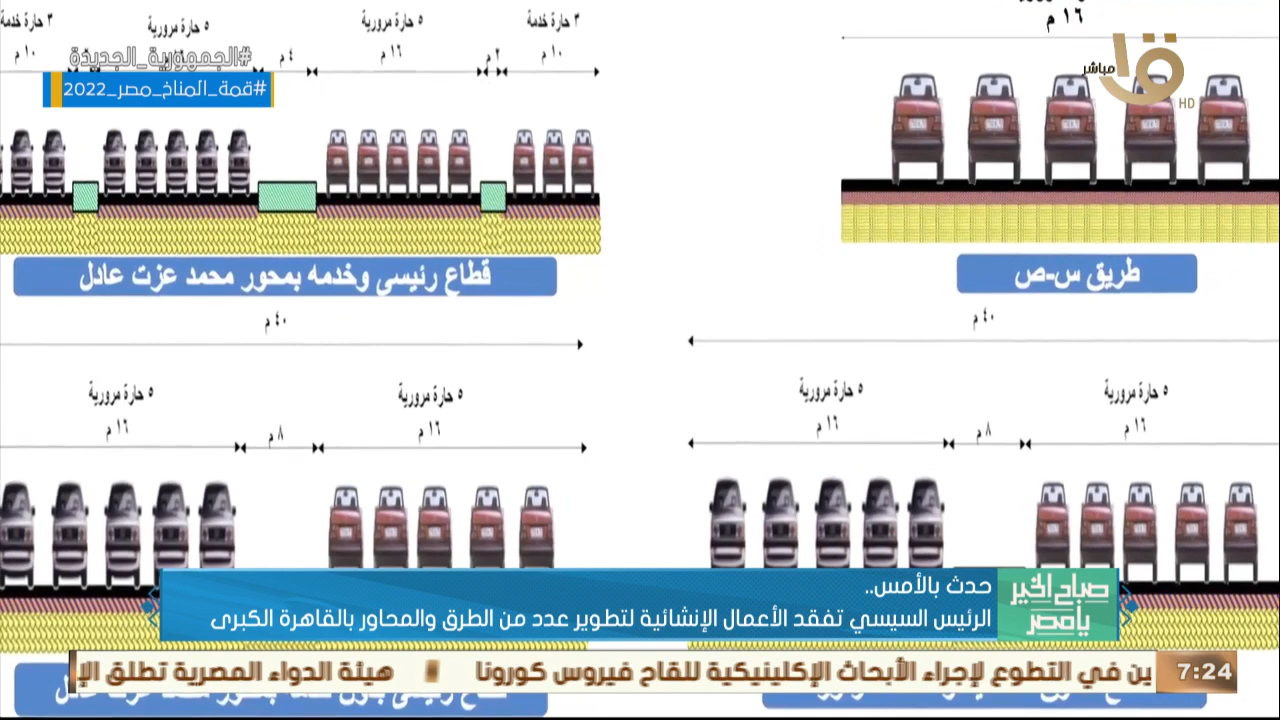 ٣ حارة خدمة
٥ حارة مرورية
٥ حارة مرورية
٣ حارة خدمة
١٠ م
٤ م
١٦ م
٢ م
١٠ م
١٦ م
#الجمهورية_الجديدة
#قمة_المناخ_مصر_2022
مباشر
HD
قطاع رئيسى وخدمه بمحور محمد عزت عادل
طريق س-ص
٤٠ م
٤٠ م
٥ حارة مرورية
٥ حارة مرورية
٥ حارة مرورية
٥ حارة مرورية
١٦ م
٨ م
١٦ م
١٦ م
٨ م
١٦ م
صباح الخير يا مصر
حدث بالأمس..
الرئيس السيسي تفقد الأعمال الإنشائية لتطوير عدد من الطرق والمحاور بالقاهرة الكبرى
7:24
ين في التطوع لإجراء الأبحاث الإكلينيكية للقاح فيروس كورونا
هيئة الدواء المصرية تطلق الإ